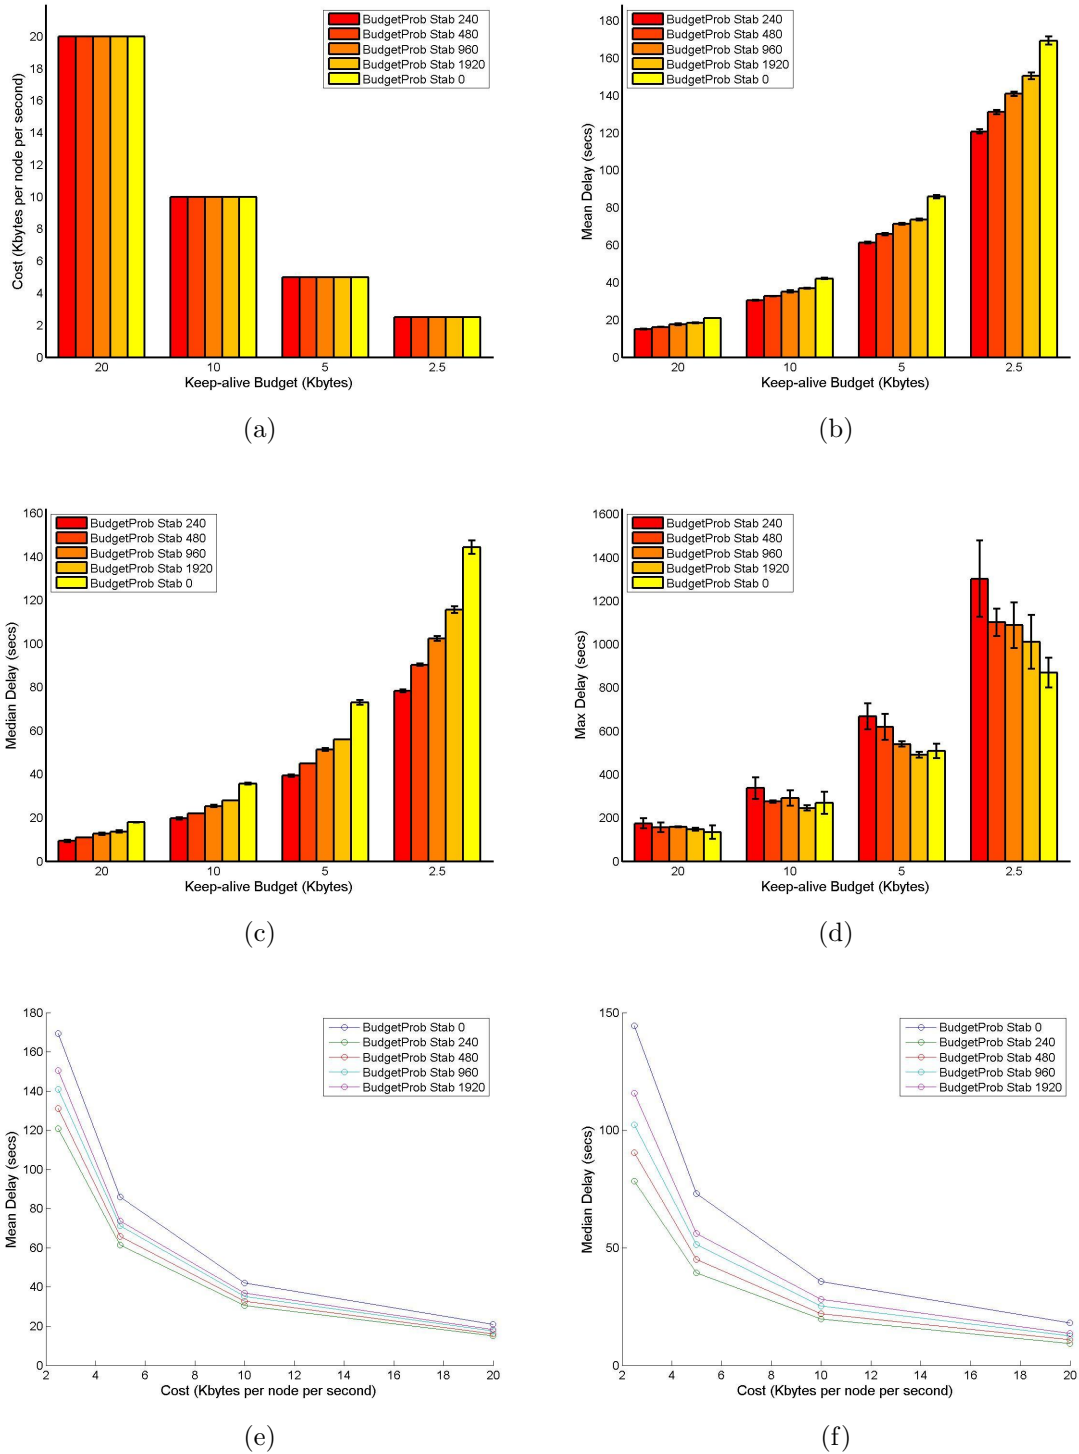 BudgetProb Stab 240
BudgetProb Stab 480
BudgetProb Stab 960
BudgetProb Stab 1920
BudgetProb Stab 0
Cost (Kbytes per node per second)
20
18
16
14
12
10
8
6
4
2
0
20 10 5 2.5
Keep-alive Budget (Kbytes)
(a)
BudgetProb Stab 240
BudgetProb Stab 480
BudgetProb Stab 960
BudgetProb Stab 1920
BudgetProb Stab 0
Mean Delay (secs)
180
160
140
120
100
80
60
40
20
0
20 10 5 2.5
Keep-alive Budget (Kbytes)
(b)
BudgetProb Stab 240
BudgetProb Stab 480
BudgetProb Stab 960
BudgetProb Stab 1920
BudgetProb Stab 0
Median Delay (secs)
160
140
120
100
80
60
40
20
0
20 10 5 2.5
Keep-alive Budget (Kbytes)
(c)
BudgetProb Stab 240
BudgetProb Stab 480
BudgetProb Stab 960
BudgetProb Stab 1920
BudgetProb Stab 0
Max Delay (secs)
1600
1400
1200
1000
800
600
400
200
0
20 10 5 2.5
Keep-alive Budget (Kbytes)
(d)
BudgetProb Stab 0
BudgetProb Stab 240
BudgetProb Stab 480
BudgetProb Stab 960
BudgetProb Stab 1920
Mean Delay (secs)
180
160
140
120
100
80
60
40
20
0
2 4 6 8 10 12 14 16 18 20
Cost (Kbytes per node per second)
(e)
BudgetProb Stab 0
BudgetProb Stab 240
BudgetProb Stab 480
BudgetProb Stab 960
BudgetProb Stab 1920
Median Delay (secs)
150
100
50
0
2 4 6 8 10 12 14 16 18 20
Cost (Kbytes per node per second)
(f)